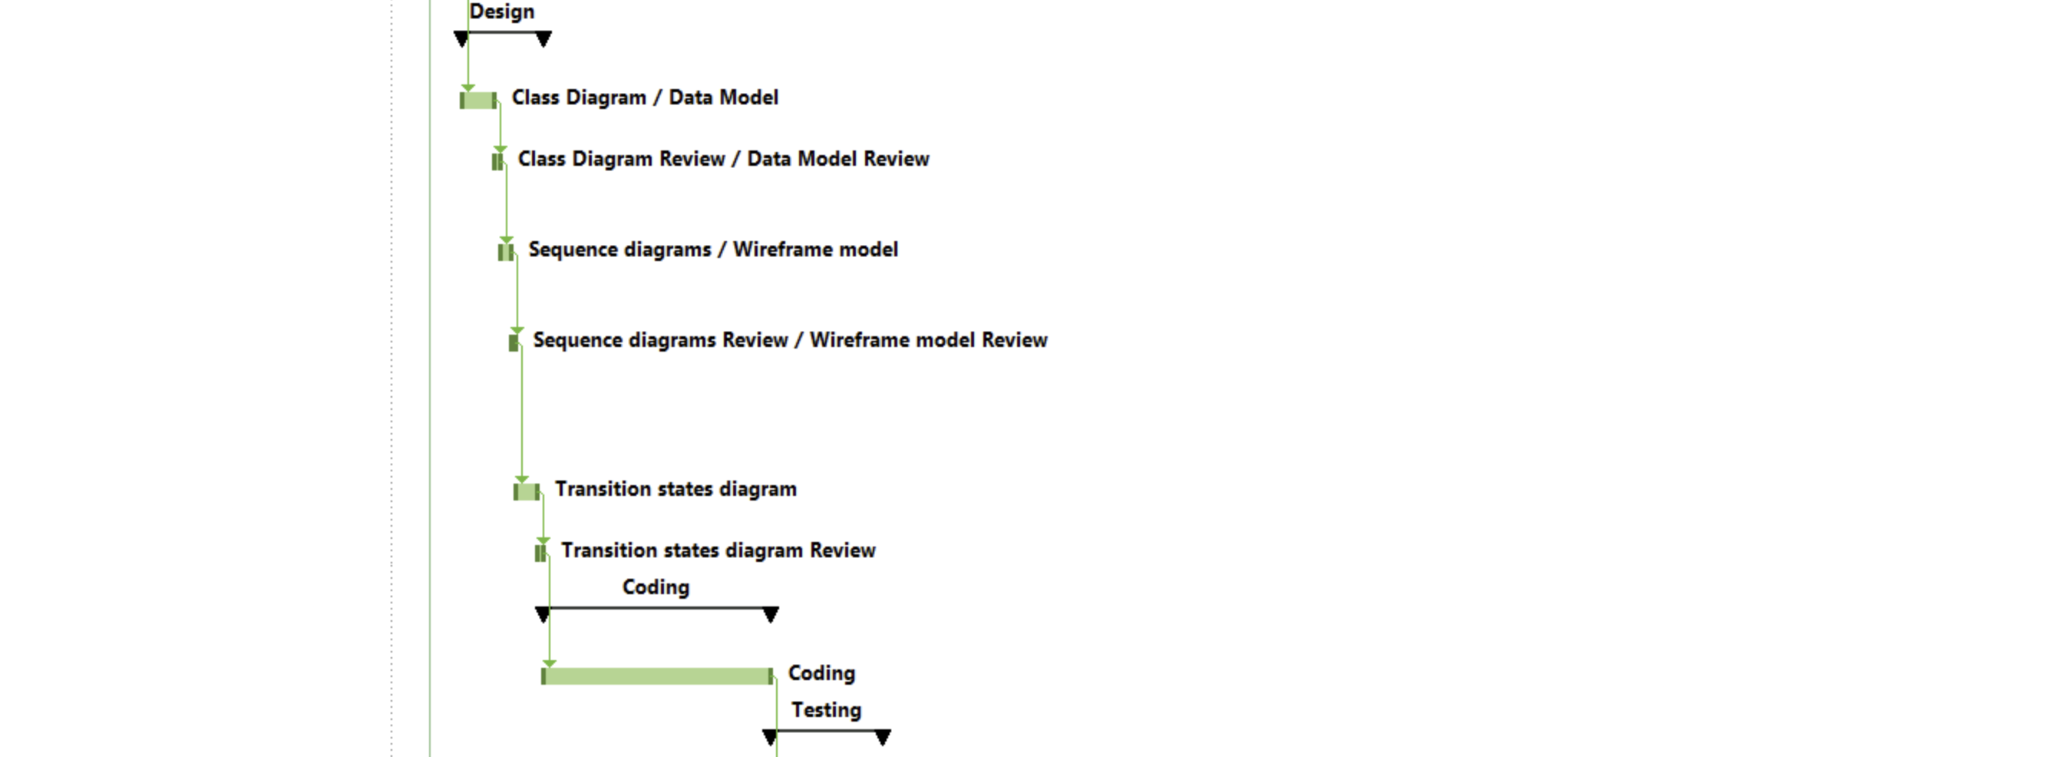 Design
Class Diagram / Data Model
Class Diagram Review / Data Model Review
Sequence diagrams / Wireframe model
Sequence diagrams Review / Wireframe model Review
Transition states diagram
Transition states diagram Review
Coding
Coding
Testing